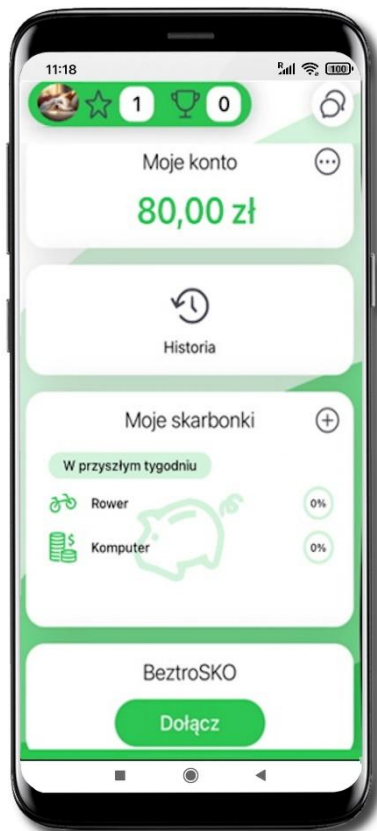 11:18
R
100
1
0
Moje konto
80,00 zł
Historia
Moje skarbonki
W przyszłym tygodniu
Rower
0%
$
Komputer
0%
BeztroSKO
Dołącz